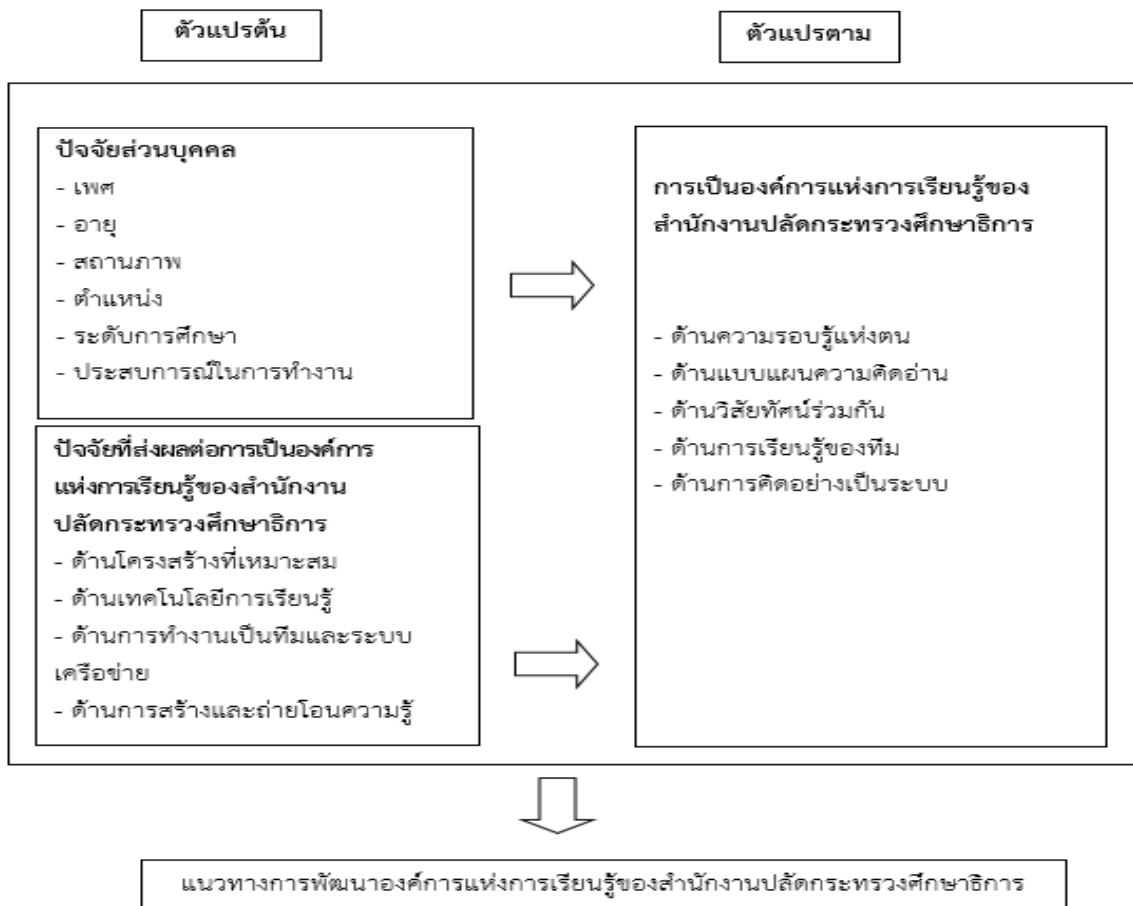 ตัวแปรต้น
ตัวแปรตาม
ปัจจัยส่วนบุคคล
- เพศ
- อายุ
- สถานภาพ
- ตำแหน่ง
- ระดับการศึกษา
- ประสบการณ์ในการทำงาน
ปัจจัยที่ส่งผลต่อการเป็นองค์การ
แห่งการเรียนรู้ของสำนักงาน
ปลัดกระทรวงศึกษาธิการ
- ด้านโครงสร้างที่เหมาะสม
- ด้านเทคโนโลยีการเรียนรู้
- ด้านการทำงานเป็นทีมและระบบ
เครือข่าย
- ด้านการสร้างและถ่ายโอนความรู้
การเป็นองค์การแห่งการเรียนรู้ของ
สำนักงานปลัดกระทรวงศึกษาธิการ
- ด้านความรอบรู้แห่งตน
- ด้านแบบแผนความคิดอ่าน
- ด้านวิสัยทัศน์ร่วมกัน
- ด้านการเรียนรู้ของทีม
- ด้านการคิดอย่างเป็นระบบ
แนวทางการพัฒนาองค์การแห่งการเรียนรู้ของสำนักงานปลัดกระทรวงศึกษาธิการ